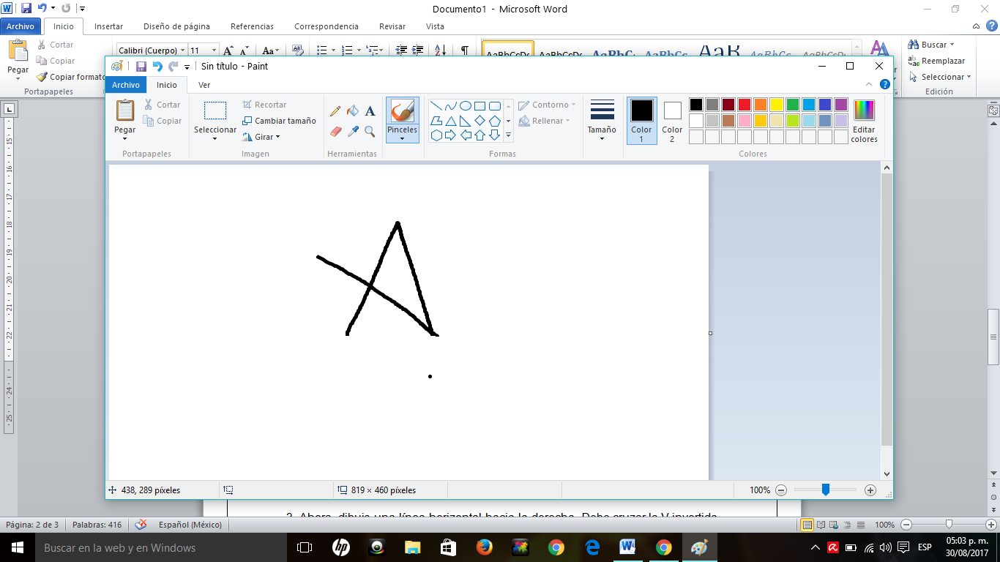 Documento1 - Microsoft Word
Archivo Inicio Insertar Diseño de página Referencias Correspondencia Revisar Vista
Pegar
Cortar
Copiar
Copiar formato
Portapapeles
Calibri (Cuerpo) 11
AaBbCcDc AaBbCcDc AaBbC AaBbCc AaB AaBbCc. AaBbCcDc
Buscar
Reemplazar
Seleccionar
Edición
Sin título - Paint
Archivo Inicio Ver
Pegar
Cortar
Copiar
Portapapeles
Seleccionar
Recortar
Cambiar tamaño
Girar
Imagen
A
Herramientas
Pinceles
Contorno
Rellenar
Formas
Tamaño
Color 1
Color 2
Editar colores
Colores
15 16 17 18 19 20 21 22 24 25
438, 289 píxeles
819 × 460 píxeles
100%
2. Ahora, dibuja una línea horizontal hacia la derecha. Debe cruzar la V invertida
Página: 2 de 3 Palabras: 416 Español (México) 100%
Buscar en la web y en Windows
hp
ESP
05:03 p. m.
30/08/2017